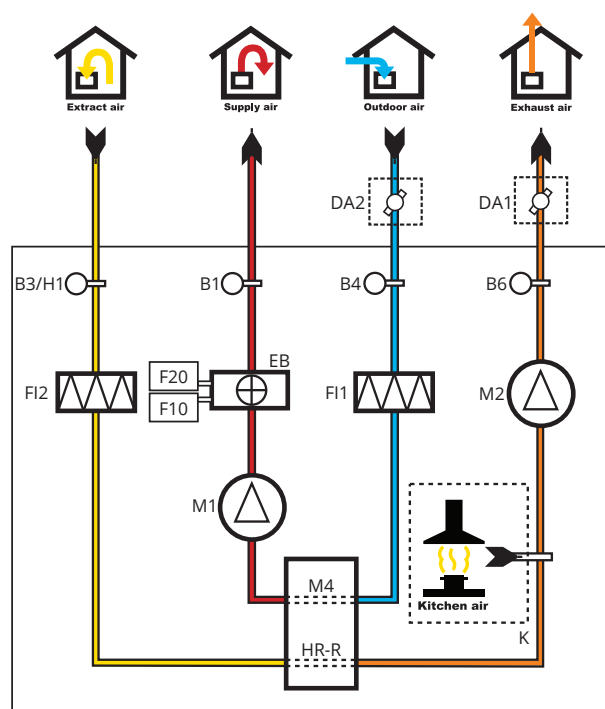 Extract air
Supply air
Outdoor air
Exhaust air
DA2
DA1
B3/H1
B1
B4
B6
EB
F20
F10
FI2
FI1
M2
M1
M4
Kitchen air
K
HR-R